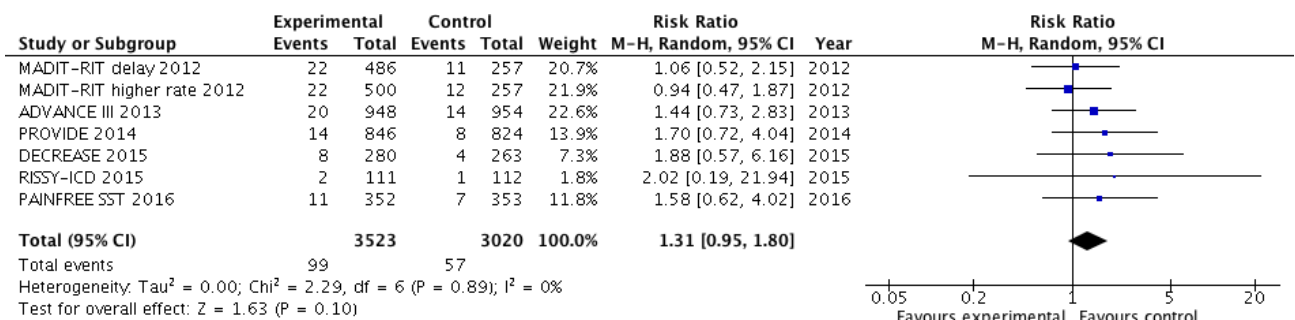 Experimental Control Risk Ratio Risk Ratio
Study or Subgroup Events Total Events Total Weight M-H, Random, 95% CI Year M-H, Random, 95% CI
MADIT-RIT delay 2012 22 486 11 257 20.7% 1.06 [0.52, 2.15] 2012
MADIT-RIT higher rate 2012 22 500 12 257 21.9% 0.94 [0.47, 1.87] 2012
ADVANCE III 2013 20 948 14 954 22.6% 1.44 [0.73, 2.83] 2013
PROVIDE 2014 14 846 8 824 13.9% 1.70 [0.72, 4.04] 2014
DECREASE 2015 8 280 4 263 7.3% 1.88 [0.57, 6.16] 2015
RISSY-ICD 2015 2 111 1 112 1.8% 2.02 [0.19, 21.94] 2015
PAINFREE SST 2016 11 352 7 353 11.8% 1.58 [0.62, 4.02] 2016
Total (95% CI) 3523 3020 100.0% 1.31 [0.95, 1.80]
Total events 99 57
Heterogeneity: Tau² = 0.00; Chi² = 2.29, df = 6 (P = 0.89); I² = 0%
Test for overall effect: Z = 1.63 (P = 0.10)
0.05 0.2 1 5 20
Favours experimental Favours control